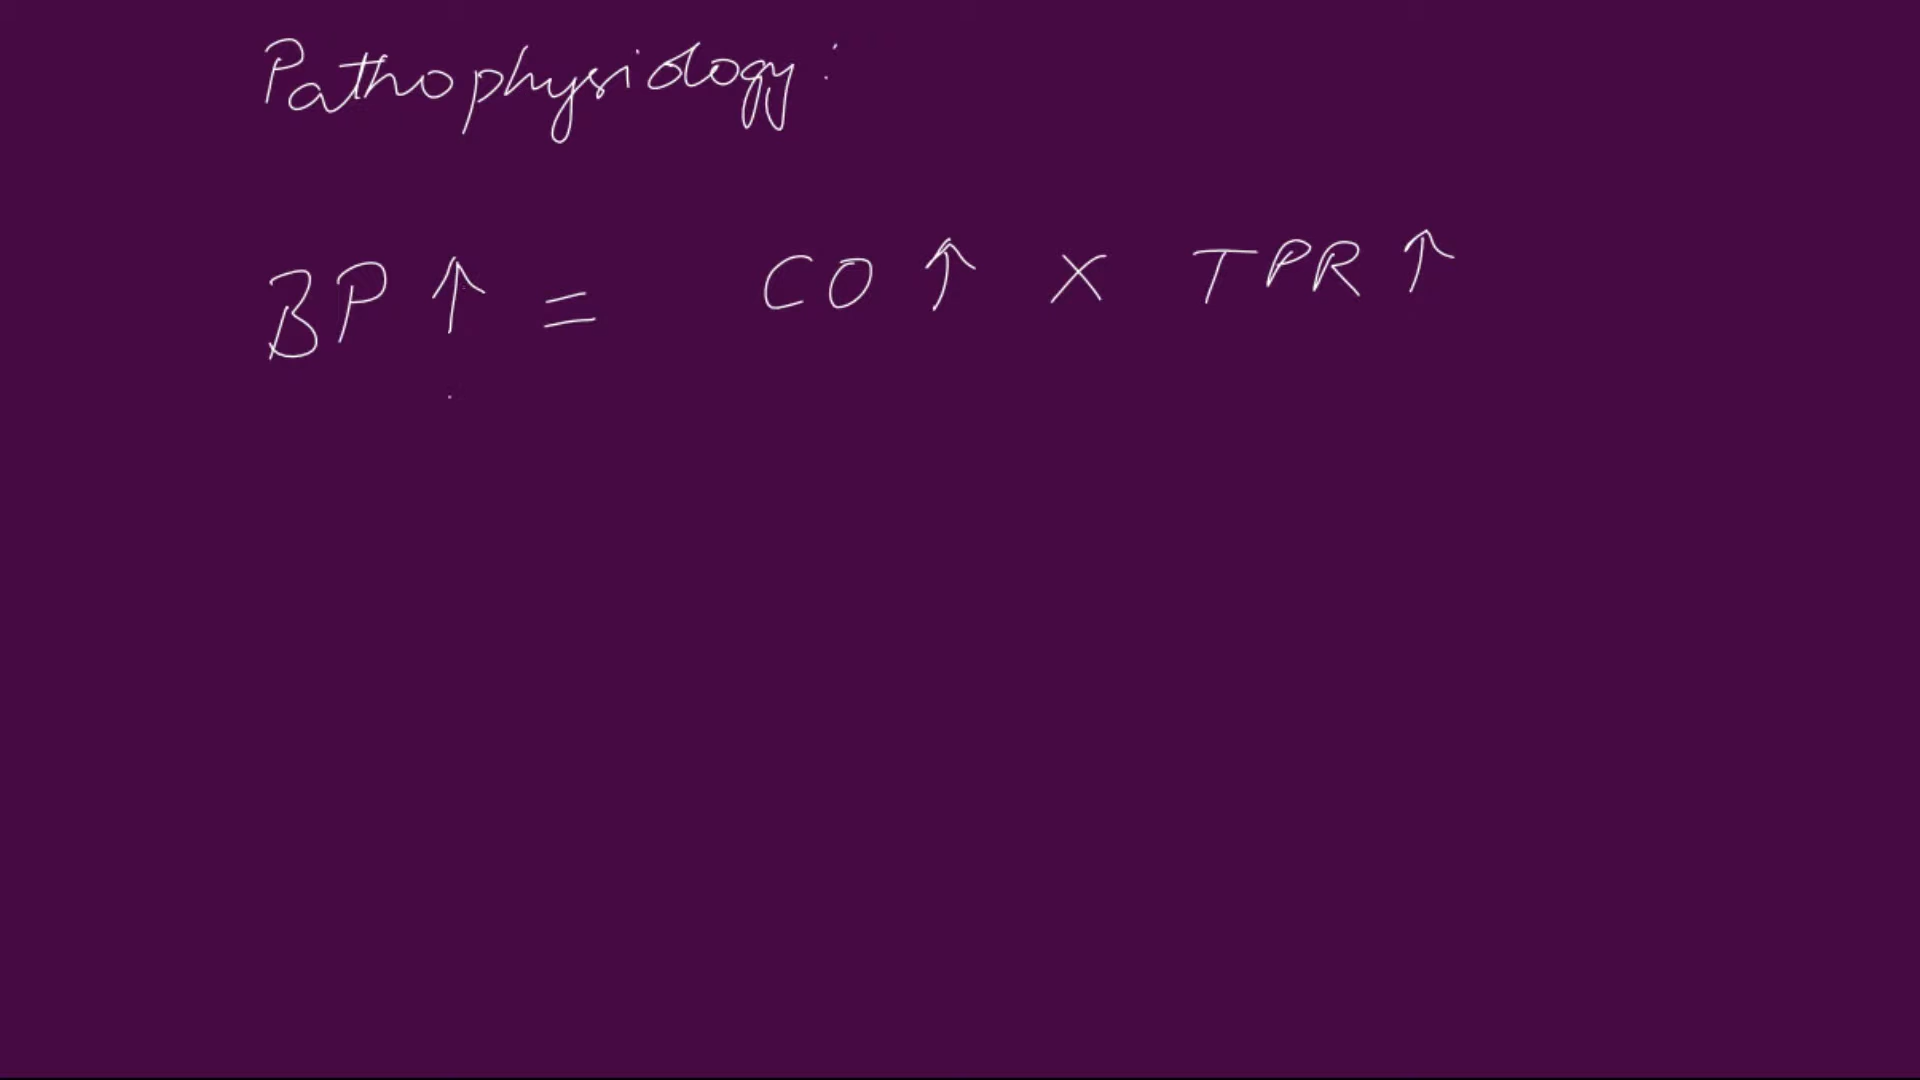 Pathophysiology:
BP ↑ = CO ↑ x TPR ↑